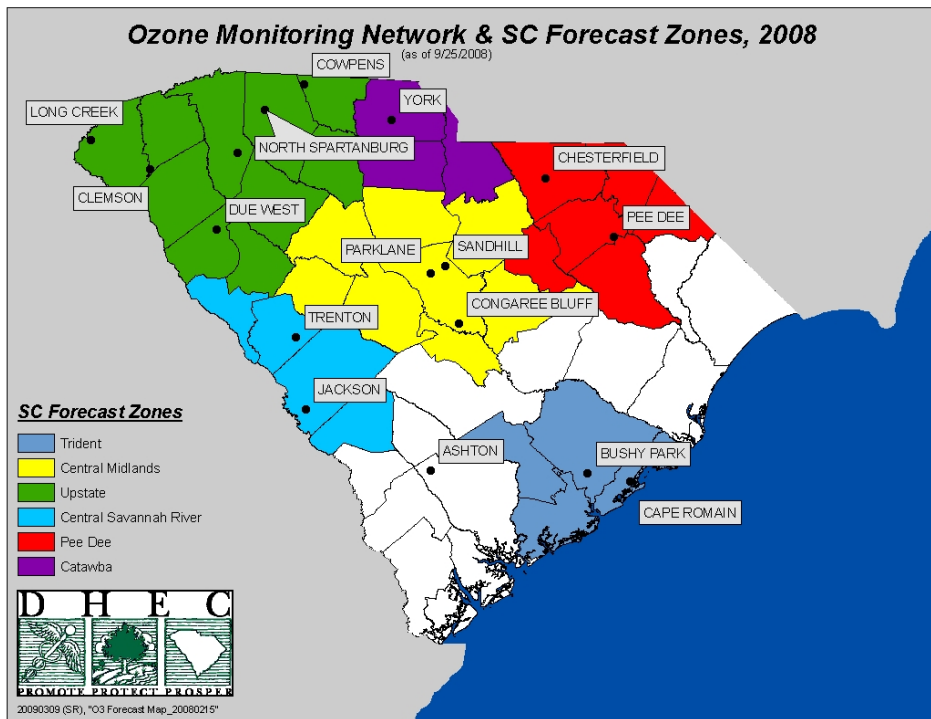 Ozone Monitoring Network & SC Forecast Zones, 2008
(as of 9/25/2008)
COWPENS
LONG CREEK
YORK
NORTH SPARTANBURG
CHESTERFIELD
CLEMSON
DUE WEST
PEE DEE
PARKLANE
SANDHILL
CONGAREE BLUFF
TRENTON
JACKSON
ASHTON
BUSHY PARK
CAPE ROMAIN
SC Forecast Zones
Trident
Central Midlands
Upstate
Central Savannah River
Pee Dee
Catawba
D H E C
PROMOTE PROTECT PROSPER
20090309 (SR), "O3 Forecast Map_20080215"